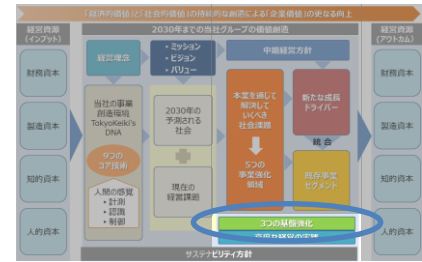 「経済的価値」と「社会的価値」の持続的な創造による「企業価値」の更なる向上
経営資源
(インプット)
財務資本
製造資本
知的資本
人的資本
2030年までの当社グループの価値創造
経営理念
・ミッション
・ビジョン
・バリュー
中期経営方針
当社の事業
創造環境
TokyoKeiki's
DNA
9つの
コア技術
人間の感覚
・計測
・認識
・制御
2030年の
予測される
社会
現在の
経営課題
本業を通じて
解決して
いくべき
社会課題
5つの
事業強化
領域
新たな成長
ドライバー
統合
既存事業
セグメント
3つの基盤強化
サステナビリティ方針
経営資源
(アウトカム)
財務資本
製造資本
知的資本
人的資本